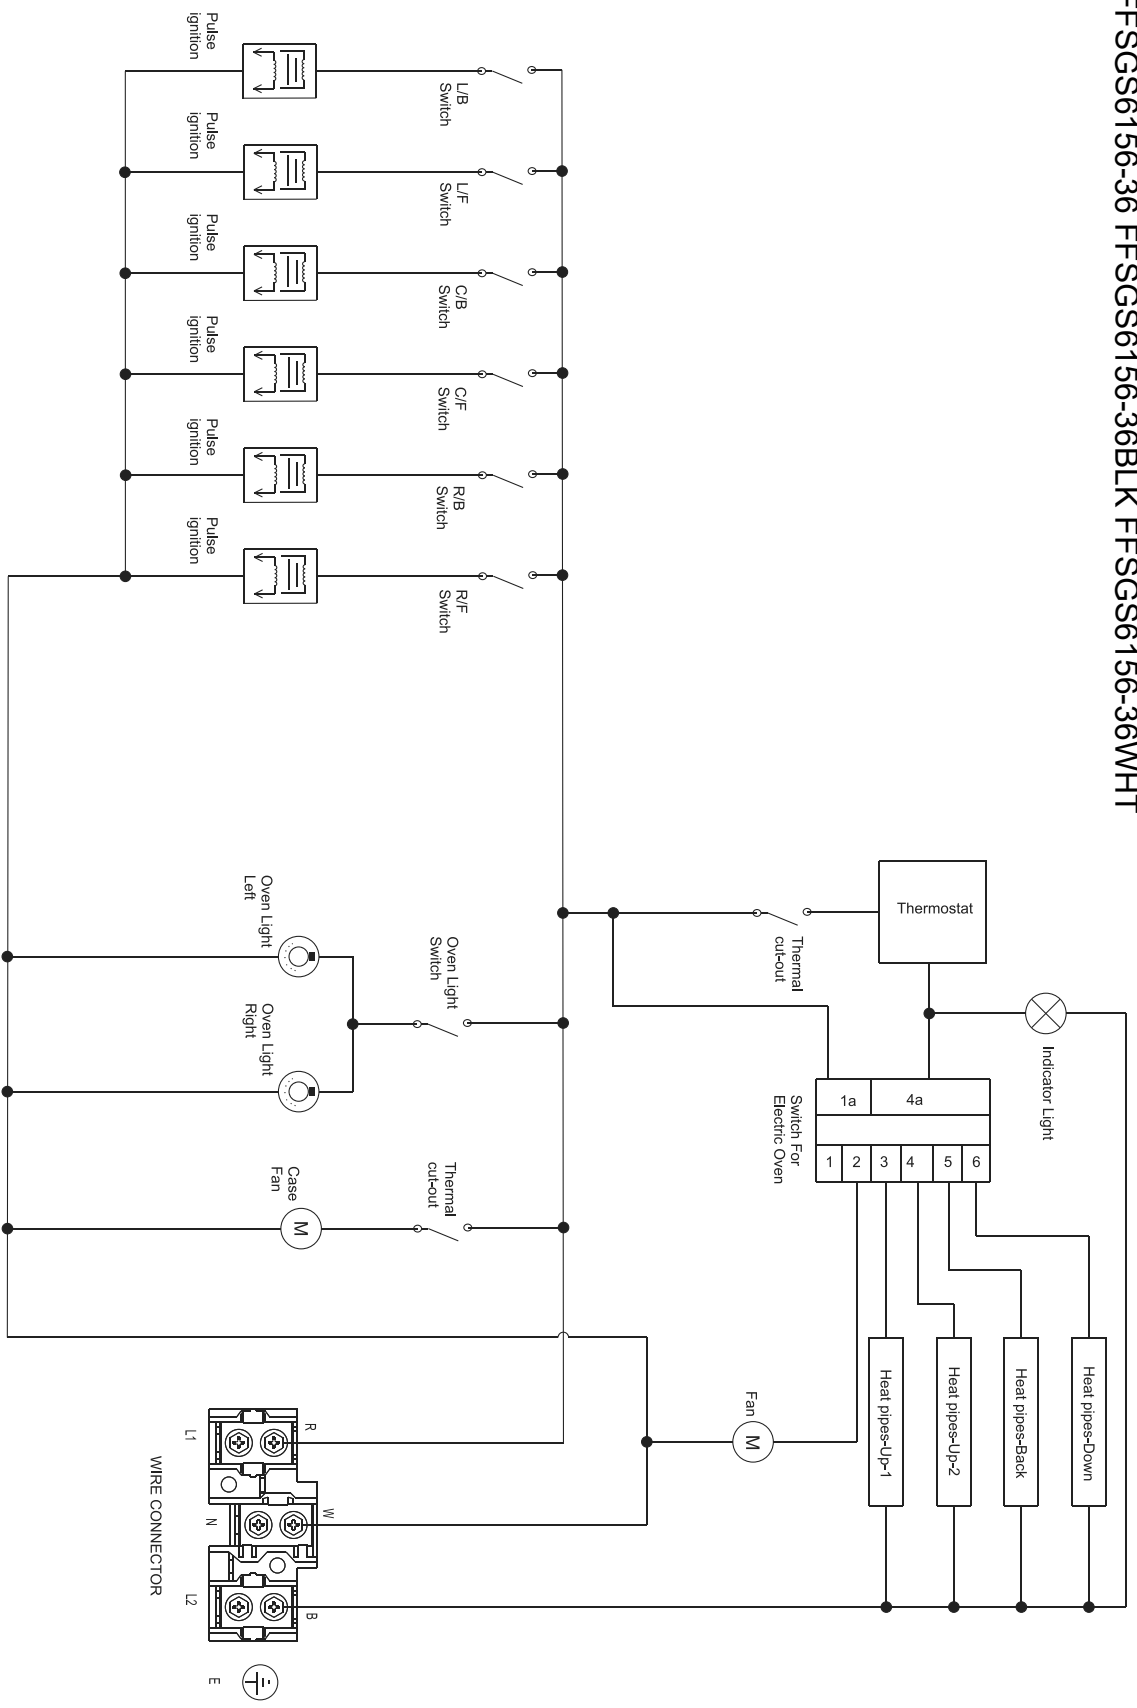 FFSGS6156-36 FFSGS6156-36BLK FFSGS6156-36WHT
Pulse
ignition
L/B
Switch
Pulse
ignition
L/F
Switch
Pulse
ignition
C/B
Switch
Pulse
ignition
C/F
Switch
Pulse
ignition
R/B
Switch
Pulse
ignition
R/F
Switch
Thermostat
Thermal
cut-out
Indicator Light
Oven Light
Left
Oven Light
Switch
Oven Light
Right
1a
4a
1
2
3
4
5
6
Switch For
Electric Oven
Thermal
cut-out
Case
Fan
M
Fan
M
Heat pipes-Up-1
Heat pipes-Up-2
Heat pipes-Back
Heat pipes-Down
R
L1
W
N
B
L2
WIRE CONNECTOR
E